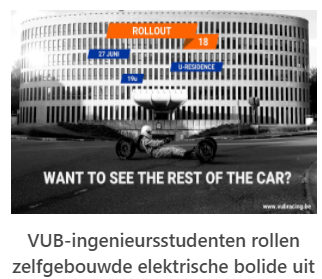 ROLLOUT
18
27 JUNI
U-RESIDENCE
19u
WANT TO SEE THE REST OF THE CAR?
www.vubracing.be
VUB-ingenieursstudenten rollen
zelfgebouwde elektrische bolide uit